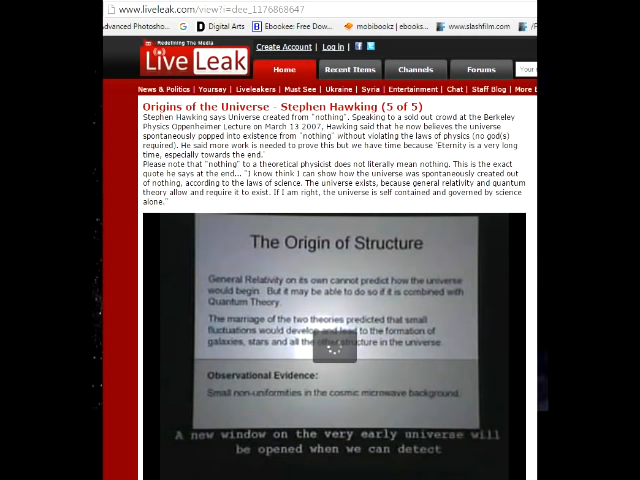 www.liveleak.com/view?i=dee_1176868647
Advanced Photosho... Digital Arts Ebookee: Free Dow... mobibookz | ebooks... www.slashfilm.com
Redefining The Media
LiveLeak
Create Account | Log In
Home Recent Items Channels Forums
News & Politics | Yoursay | Liveleakers | Must See | Ukraine | Syria | Entertainment | Chat | Staff Blog | More
Origins of the Universe - Stephen Hawking (5 of 5)
Stephen Hawking says Universe created from "nothing". Speaking to a sold out crowd at the Berkeley
Physics Oppenheimer Lecture on March 13 2007, Hawking said that he now believes the universe
spontaneously popped into existence from "nothing" without violating the laws of physics (no god(s)
required). He said more work is needed to prove this but we have time because 'Eternity is a very long
time, especially towards the end.'
Please note that "nothing" to a theoretical physicist does not literally mean nothing. This is the exact
quote he says at the end... "I know think I can show how the universe was spontaneously created out
of nothing, according to the laws of science. The universe exists, because general relativity and quantum
theory allow and require it to exist. If I am right, the universe is self contained and governed by science
alone."
The Origin of Structure
General Relativity on its own cannot predict how the universe
would begin. But it may be able to do so if it is combined with
Quantum Theory.
The marriage of the two theories predicted that small
fluctuations would develop and lead to the formation of
galaxies, stars and all the other structure in the universe.
Observational Evidence:
Small non-uniformities in the cosmic microwave background.
A new window on the very early universe will
be opened when we can detect